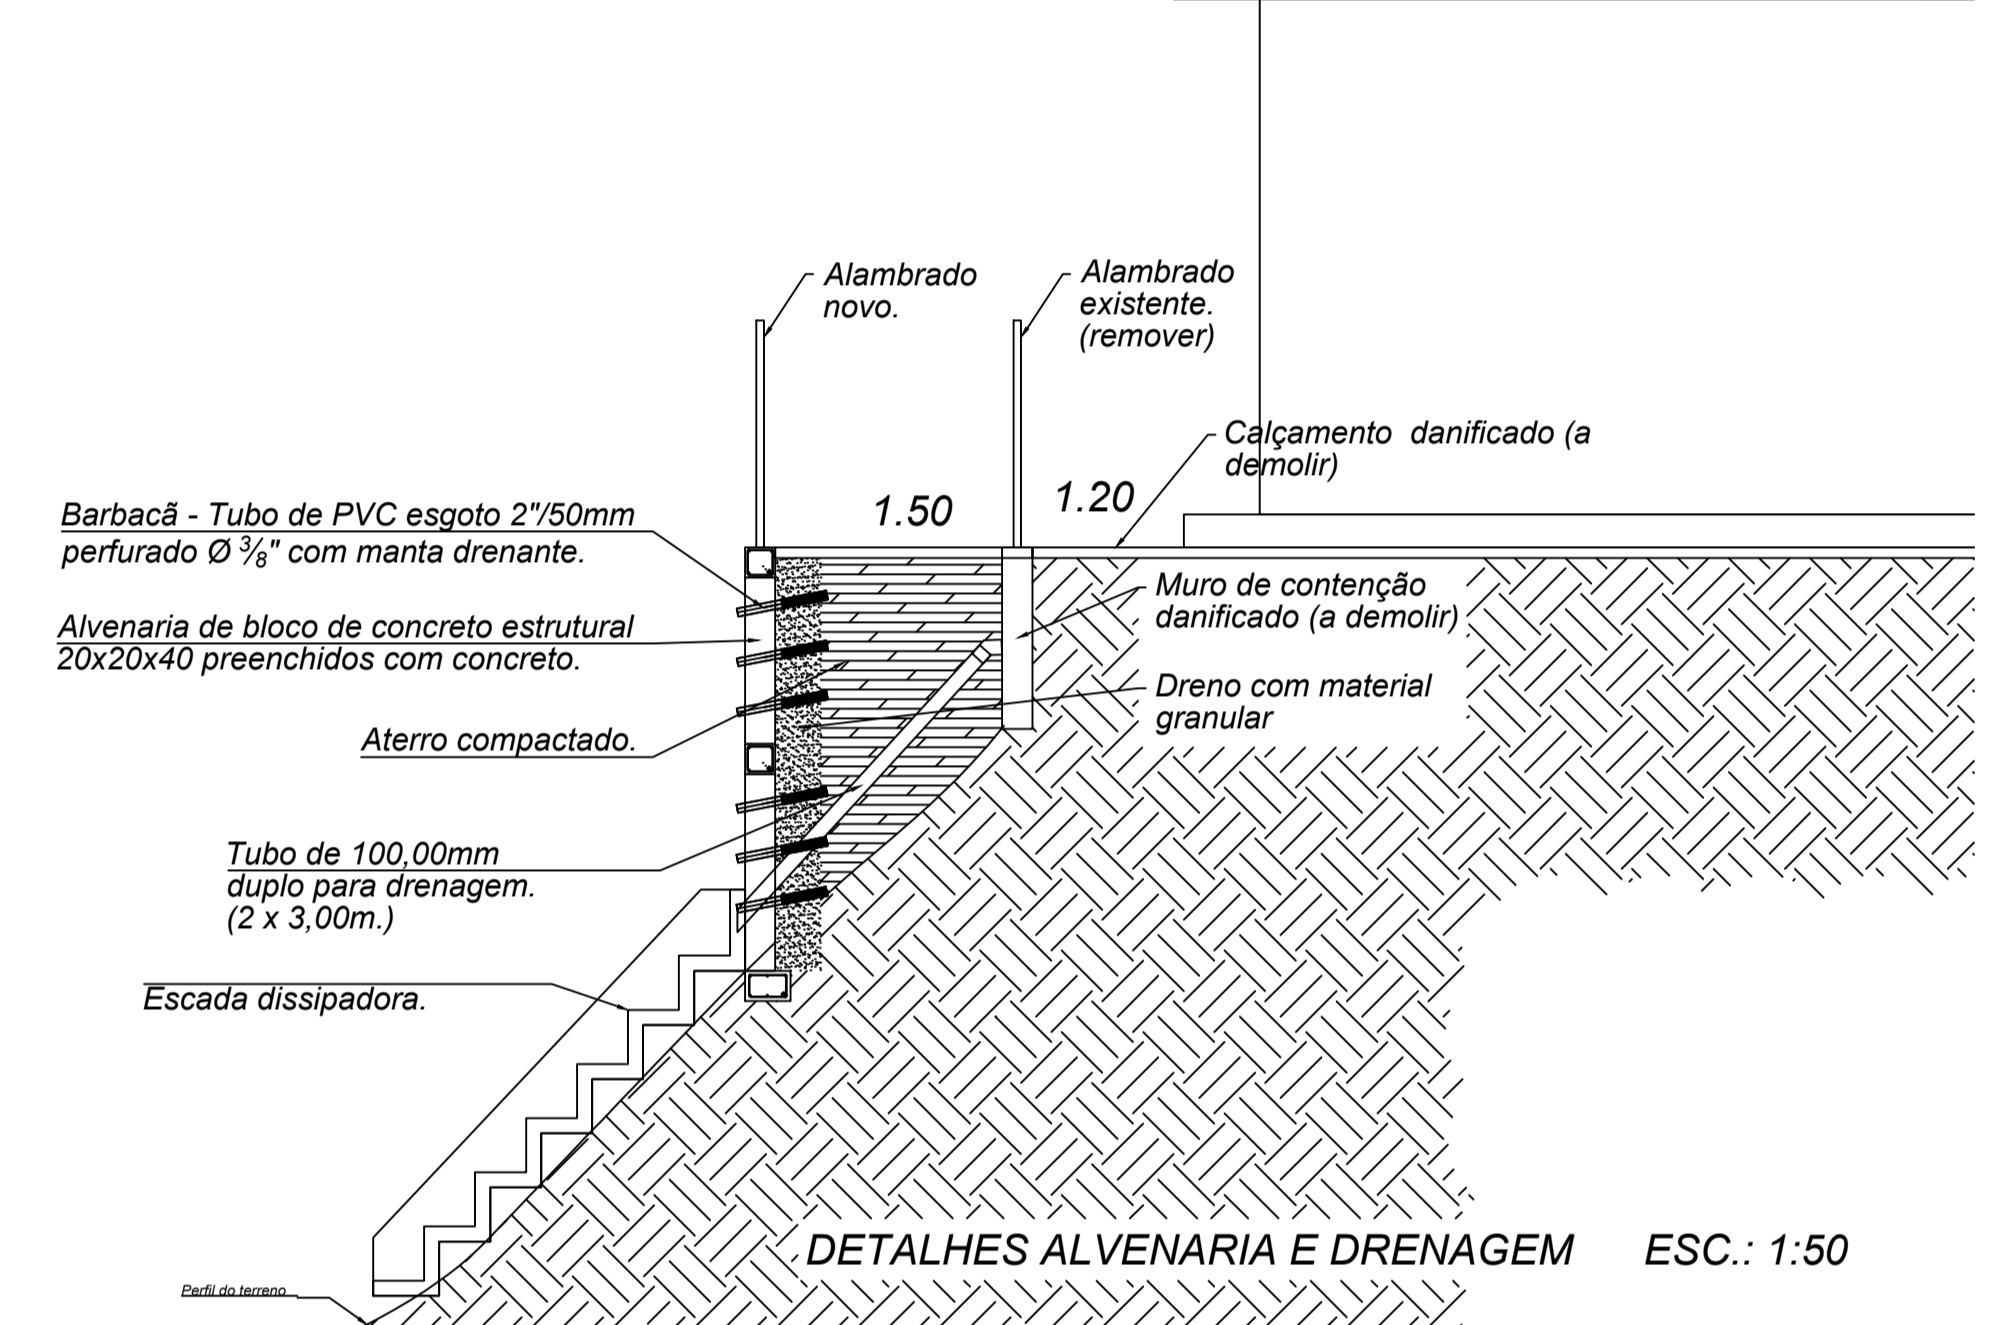 Alambrado
novo.
Alambrado
existente.
(remover)
Calçamento danificado (a
demolir)
1.50
1.20
Barbacã - Tubo de PVC esgoto 2"/50mm
perfurado Ø 3/8" com manta drenante.
Alvenaria de bloco de concreto estrutural
20x20x40 preenchidos com concreto.
Muro de contenção
danificado (a demolir)
Dreno com material
granular
Aterro compactado.
Tubo de 100,00mm
duplo para drenagem.
(2 x 3,00m.)
Escada dissipadora.
DETALHES ALVENARIA E DRENAGEM ESC.: 1:50
Perfil do terreno